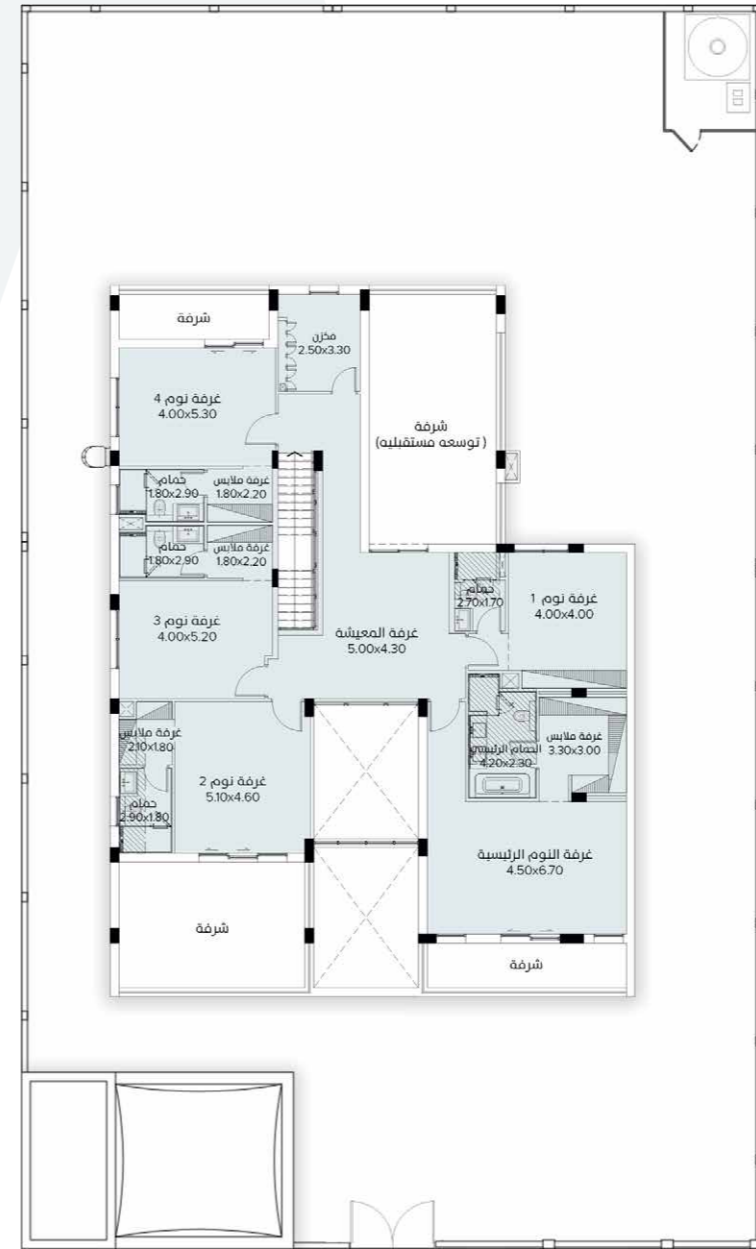 شرفة
مخزن
2.50x3.30
غرفة نوم 4
4.00x5.30
شرفة
(توسعه مستقبليه)
غرفة ملابس
1.80x2.20
حمام
1.80x2.90
غرفة ملابس
1.80x2.20
حمام
1.80x2.90
غرفة نوم 1
4.00x4.00
حمام
2.70x1.70
غرفة نوم 3
4.00x5.20
غرفة المعيشة
5.00x4.30
غرفة ملابس
2.10x1.80
غرفة ملابس
3.30x3.00
الحمام الرئيسي
4.20x2.30
غرفة نوم 2
5.10x4.60
حمام
2.90x1.80
غرفة النوم الرئيسية
4.50x6.70
شرفة
شرفة